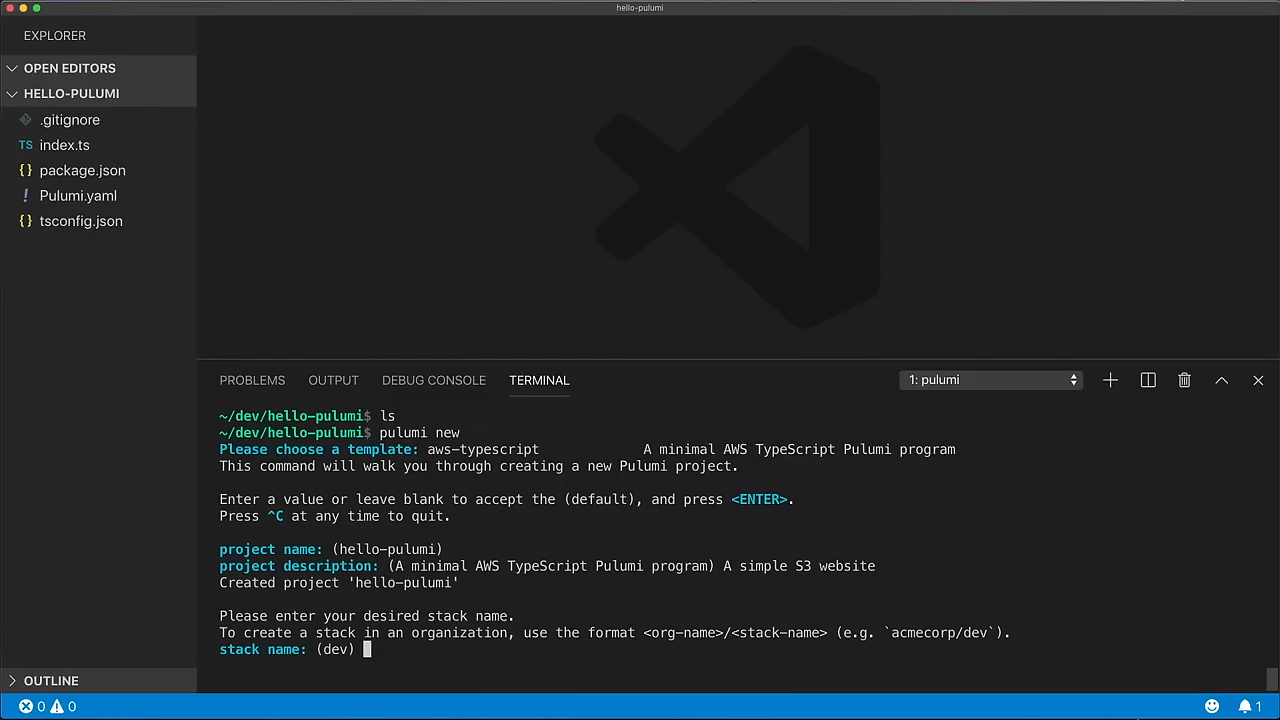 hello-pulumi
EXPLORER
OPEN EDITORS
HELLO-PULUMI
.gitignore
TS index.ts
{} package.json
! Pulumi.yaml
{} tsconfig.json
PROBLEMS OUTPUT DEBUG CONSOLE TERMINAL 1: pulumi
~/dev/hello-pulumi$ ls
~/dev/hello-pulumi$ pulumi new
Please choose a template: aws-typescript A minimal AWS TypeScript Pulumi program
This command will walk you through creating a new Pulumi project.
Enter a value or leave blank to accept the (default), and press <ENTER>.
Press ^C at any time to quit.
project name: (hello-pulumi)
project description: (A minimal AWS TypeScript Pulumi program) A simple S3 website
Created project 'hello-pulumi'
Please enter your desired stack name.
To create a stack in an organization, use the format <org-name>/<stack-name> (e.g. `acmecorp/dev`).
stack name: (dev)
OUTLINE
0 0 1